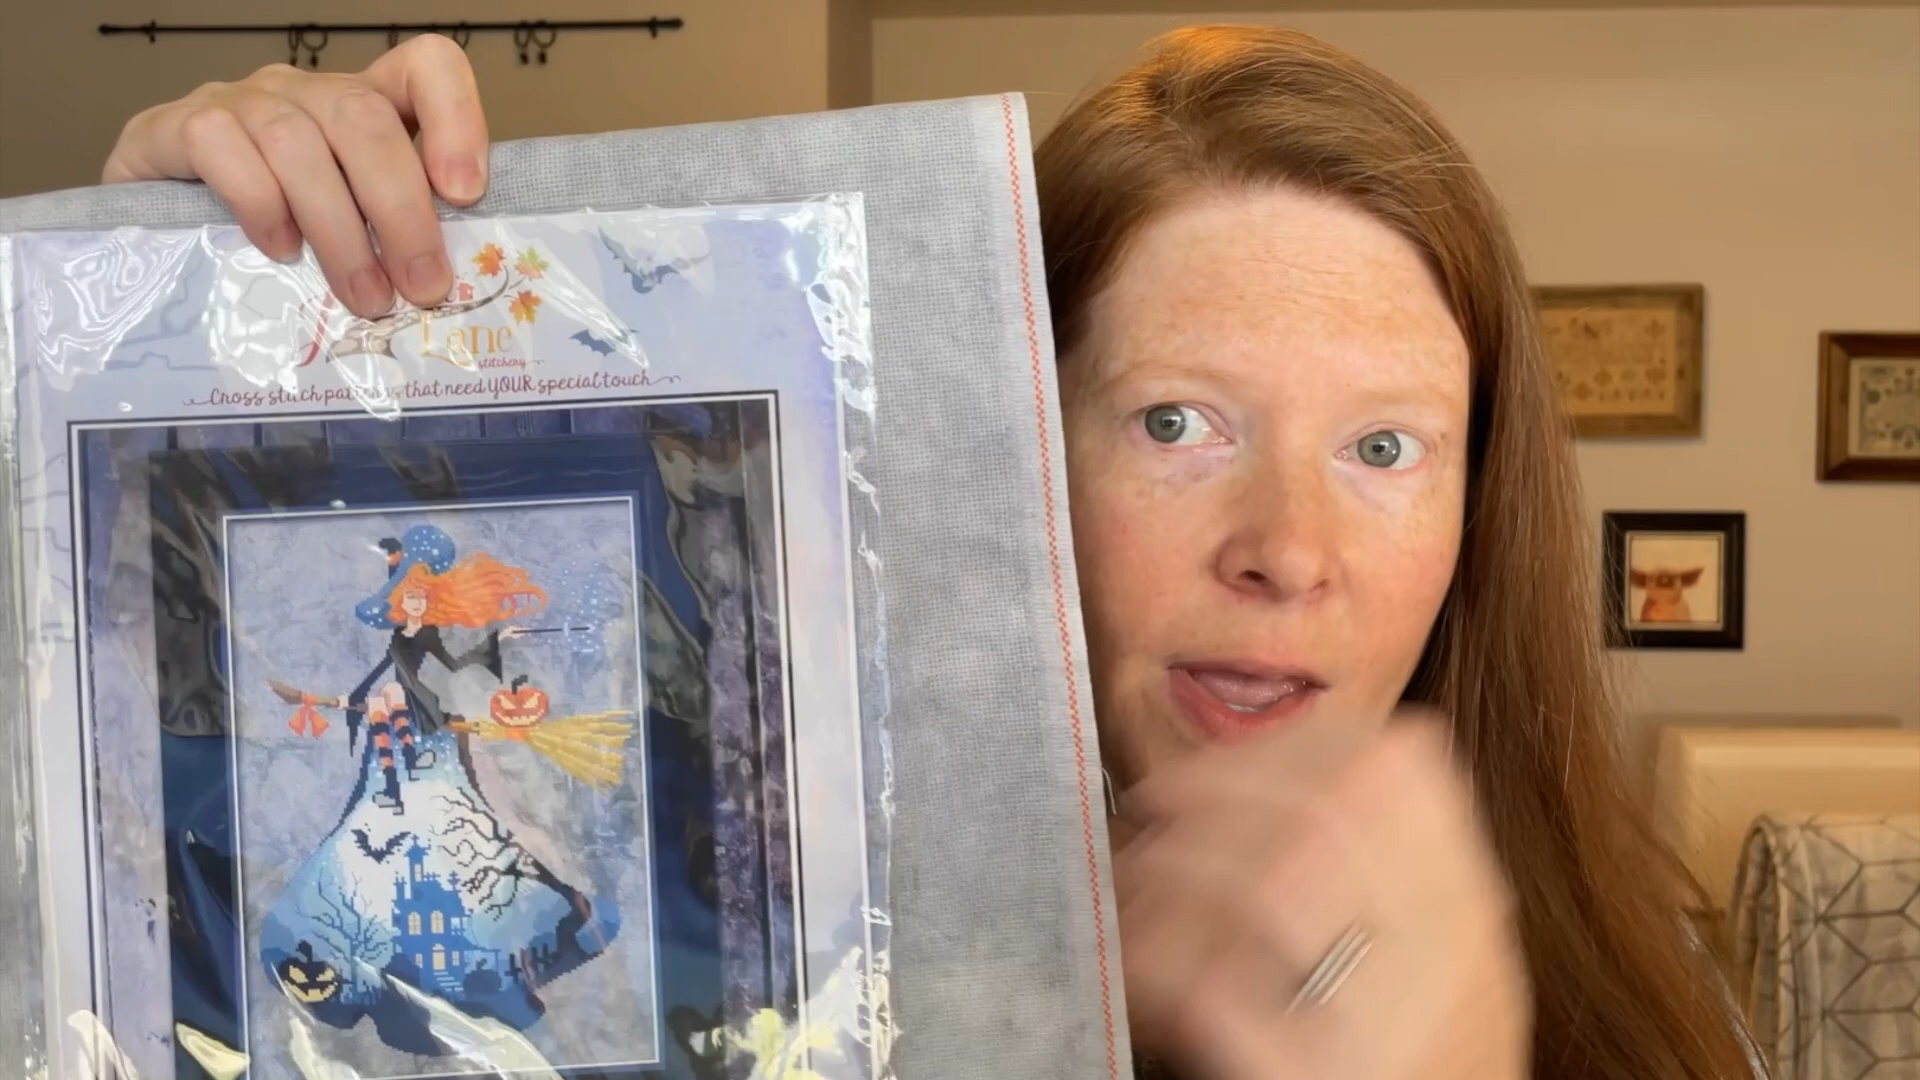 Lane
stitchery
Cross stitch patterns that need YOUR special touch